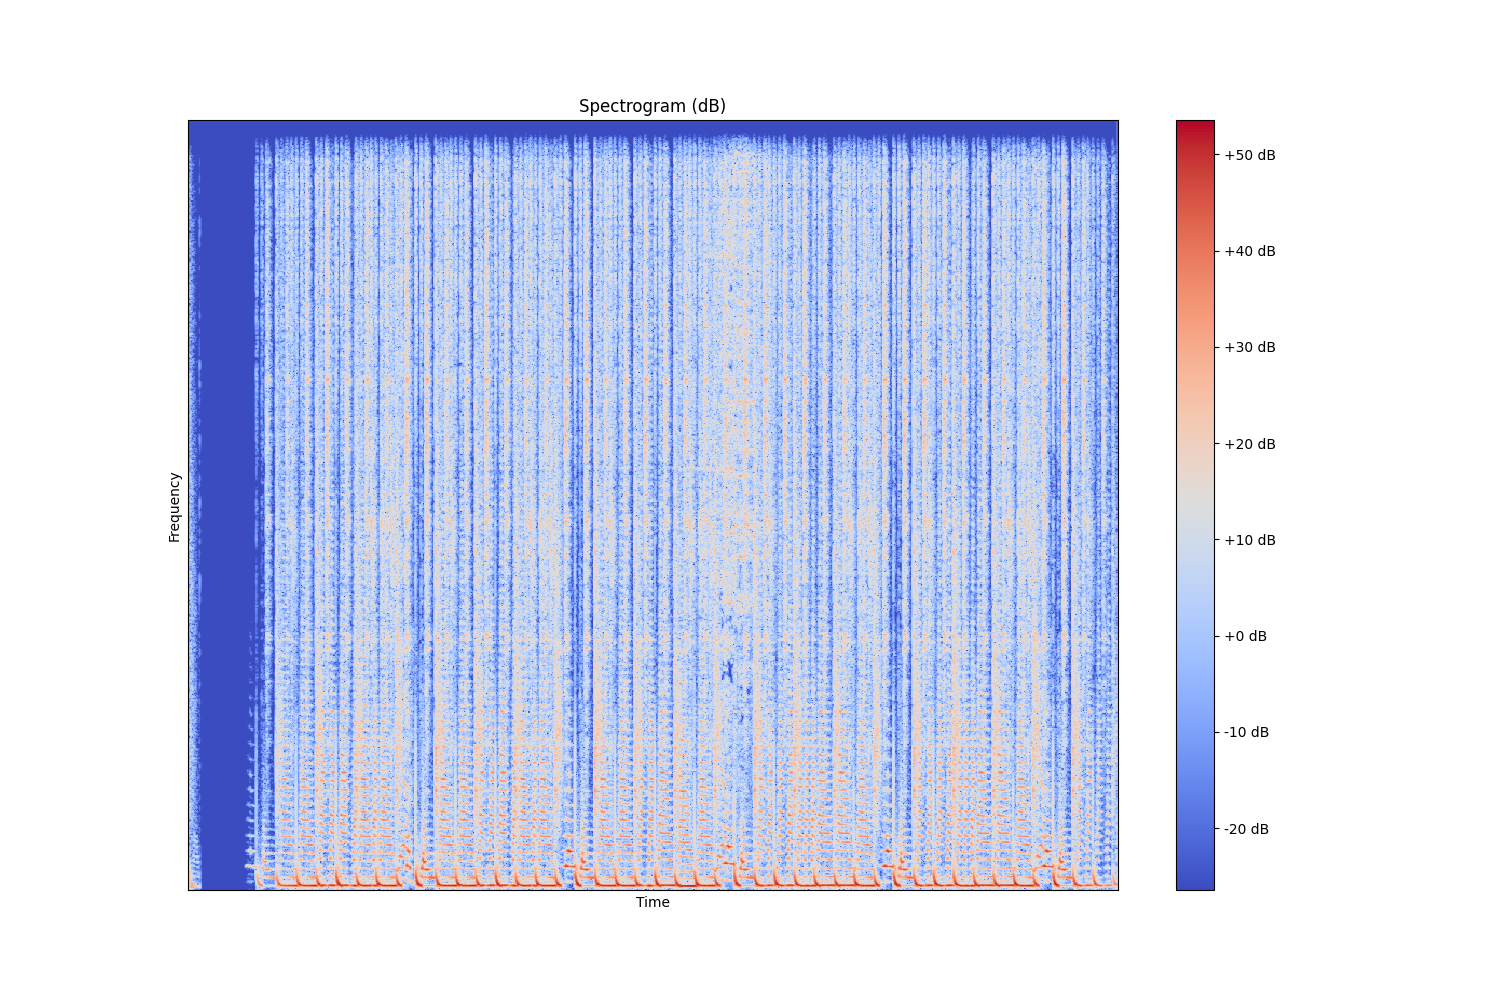 Spectrogram (dB)
+50 dB
+40 dB
+30 dB
+20 dB
+10 dB
+0 dB
-10 dB
-20 dB
Frequency
Time